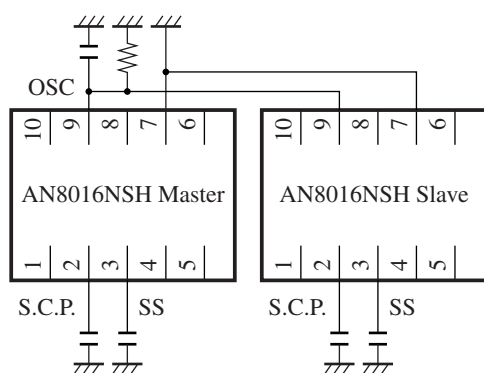 OSC
10 9 8 7 6
10 9 8 7 6
AN8016NSH Master
AN8016NSH Slave
1 2 3 4 5
1 2 3 4 5
S.C.P.
SS
S.C.P.
SS